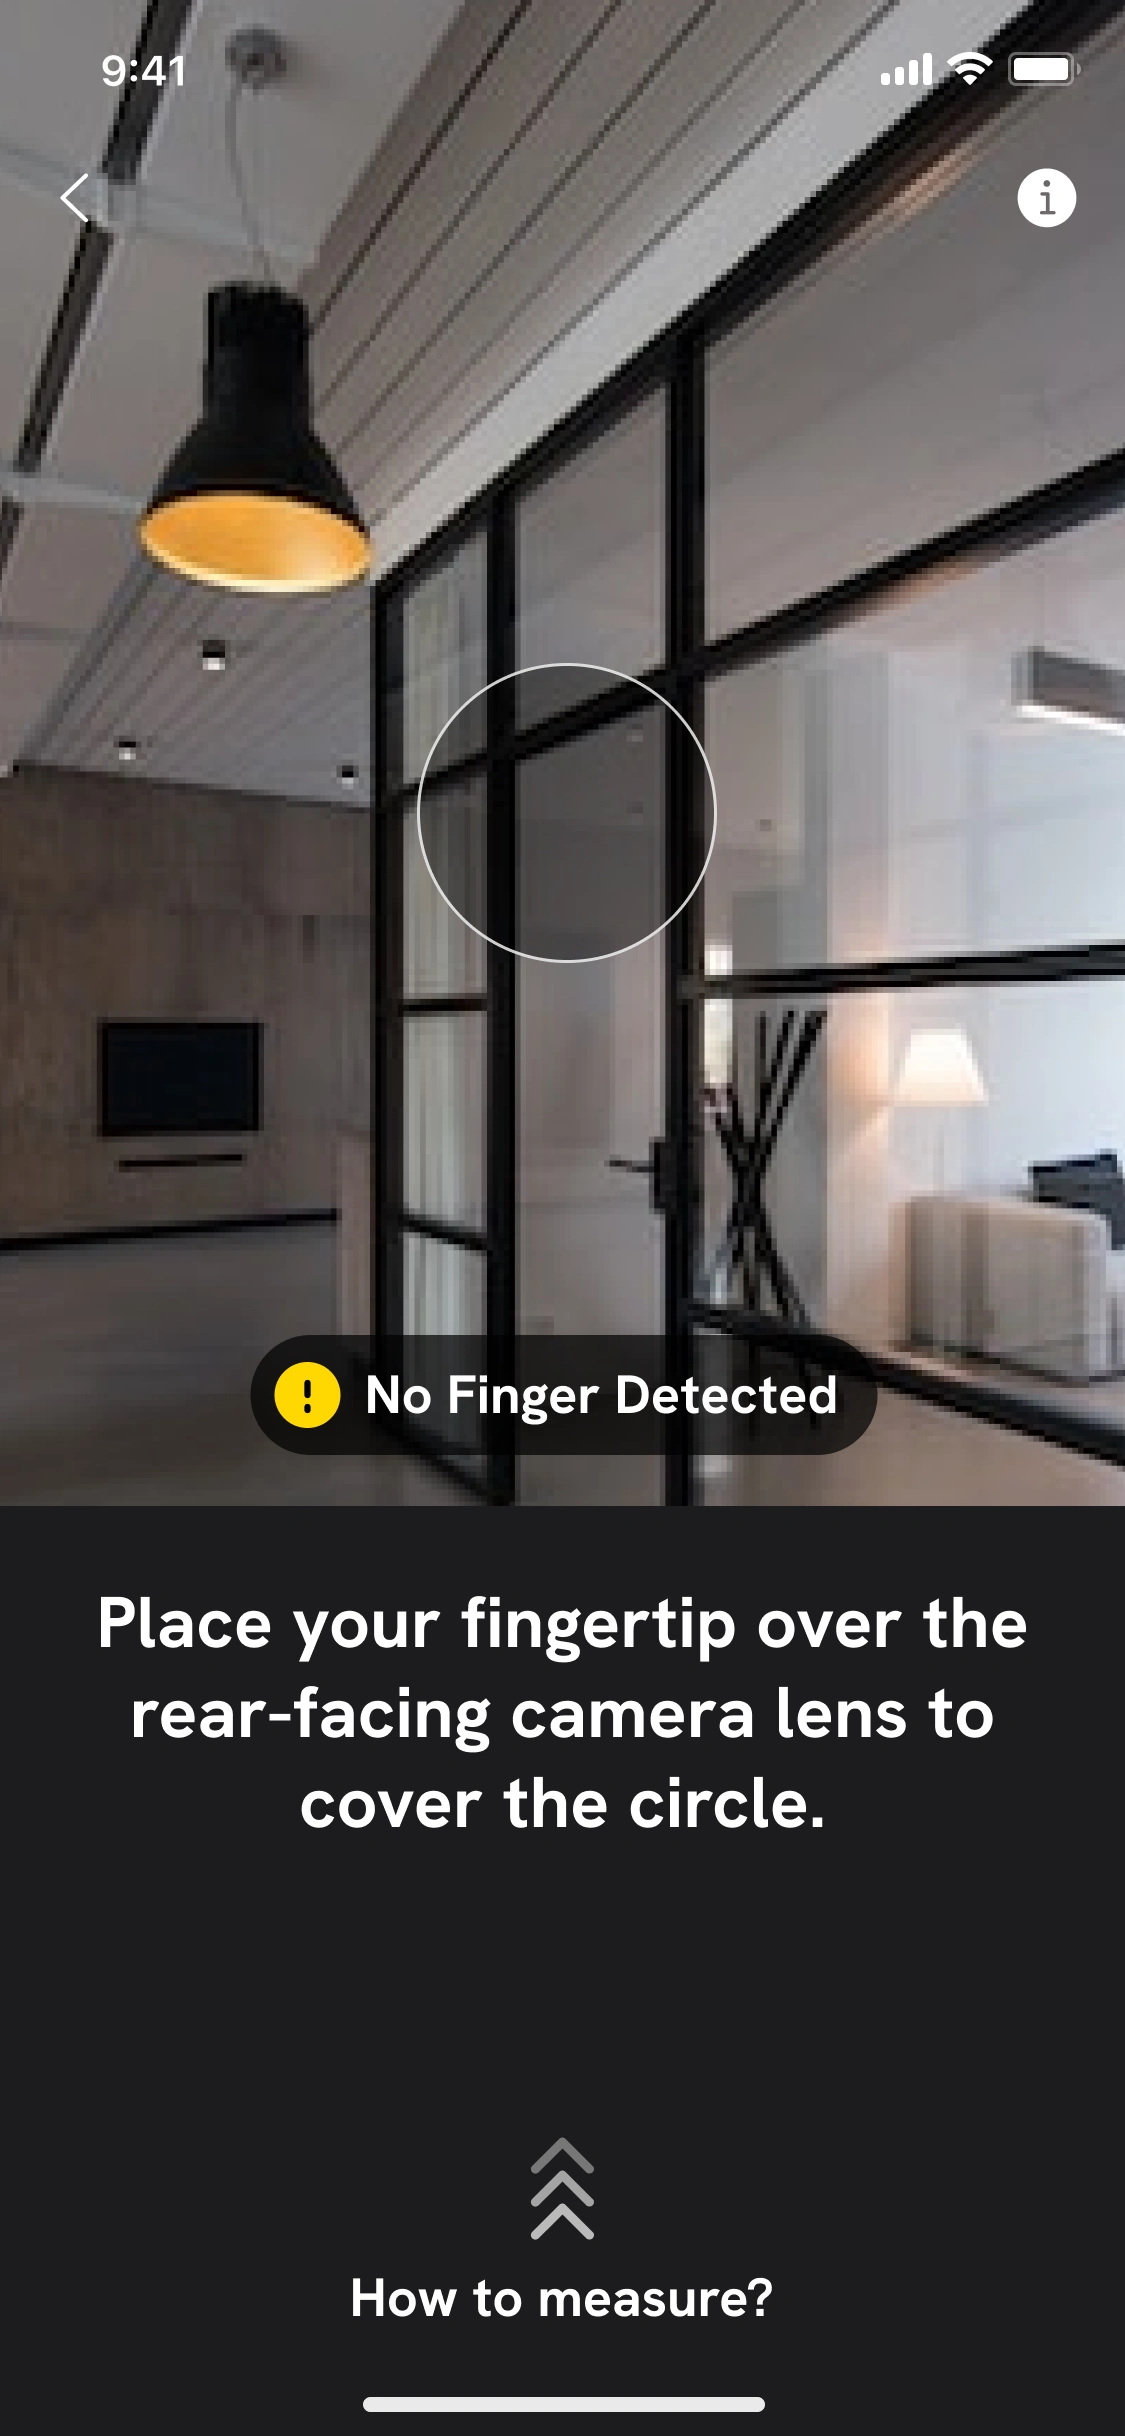 9:41
No Finger Detected
Place your fingertip over the
rear-facing camera lens to
cover the circle.
How to measure?